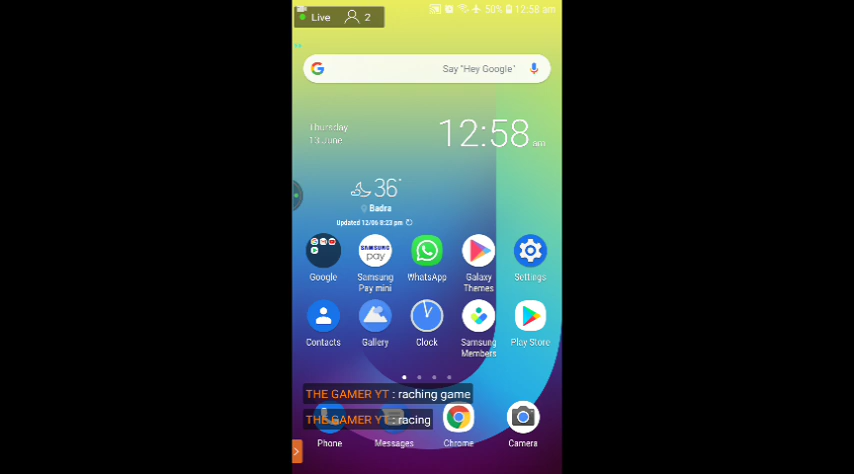 Live 2
50% 12:58 am
Say "Hey Google"
Thursday
13 June
12:58 am
36°
Badra
Updated 12/06 8:23 pm
SAMSUNG
pay
Google
Samsung
Pay mini
WhatsApp
Galaxy
Themes
Settings
Contacts
Gallery
Clock
Samsung
Members
Play Store
THE GAMER YT : raching game
THE GAMER YT : racing
Phone
Messages
Chrome
Camera